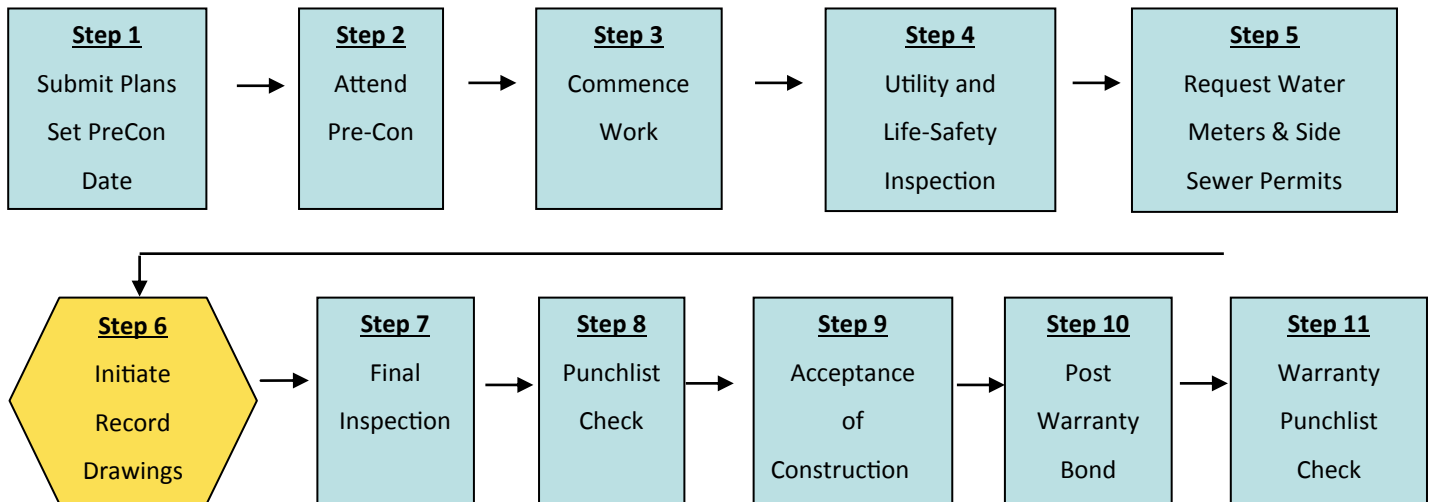 Step 1
Submit Plans
Set PreCon
Date
Step 2
Attend
Pre-Con
Step 3
Commence
Work
Step 4
Utility and
Life-Safety
Inspection
Step 5
Request Water
Meters & Side
Sewer Permits
Step 6
Initiate
Record
Drawings
Step 7
Final
Inspection
Step 8
Punchlist
Check
Step 9
Acceptance
of
Construction
Step 10
Post
Warranty
Bond
Step 11
Warranty
Punchlist
Check